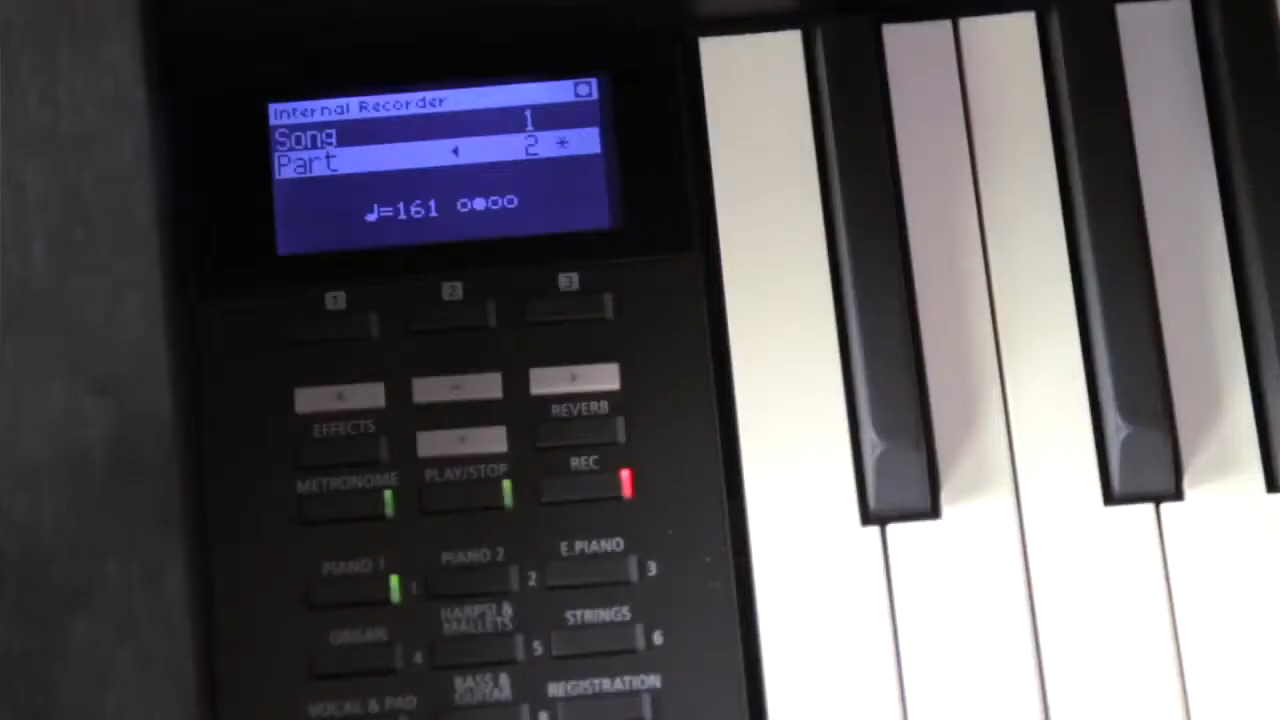 Internal Recorder
Song 1
Part 2 *
♩=161
1 2 3
EFFECTS REVERB
METRONOME PLAY/STOP REC
PIANO 1 1 PIANO 2 2 E.PIANO 3
ORGAN 4 HARPSI & MALLETS 5 STRINGS 6
VOCAL & PAD BASS & GUITAR REGISTRATION